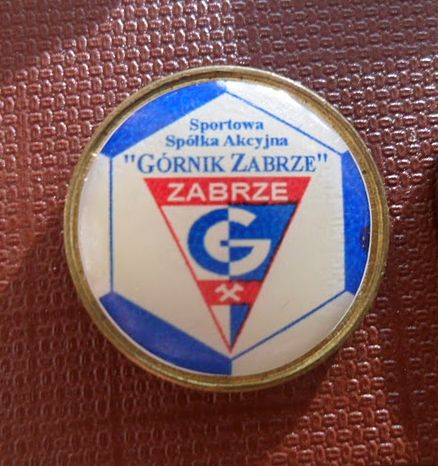 Sportowa
Spółka Akcyjna
"GÓRNIK ZABRZE"
ZABRZE
G